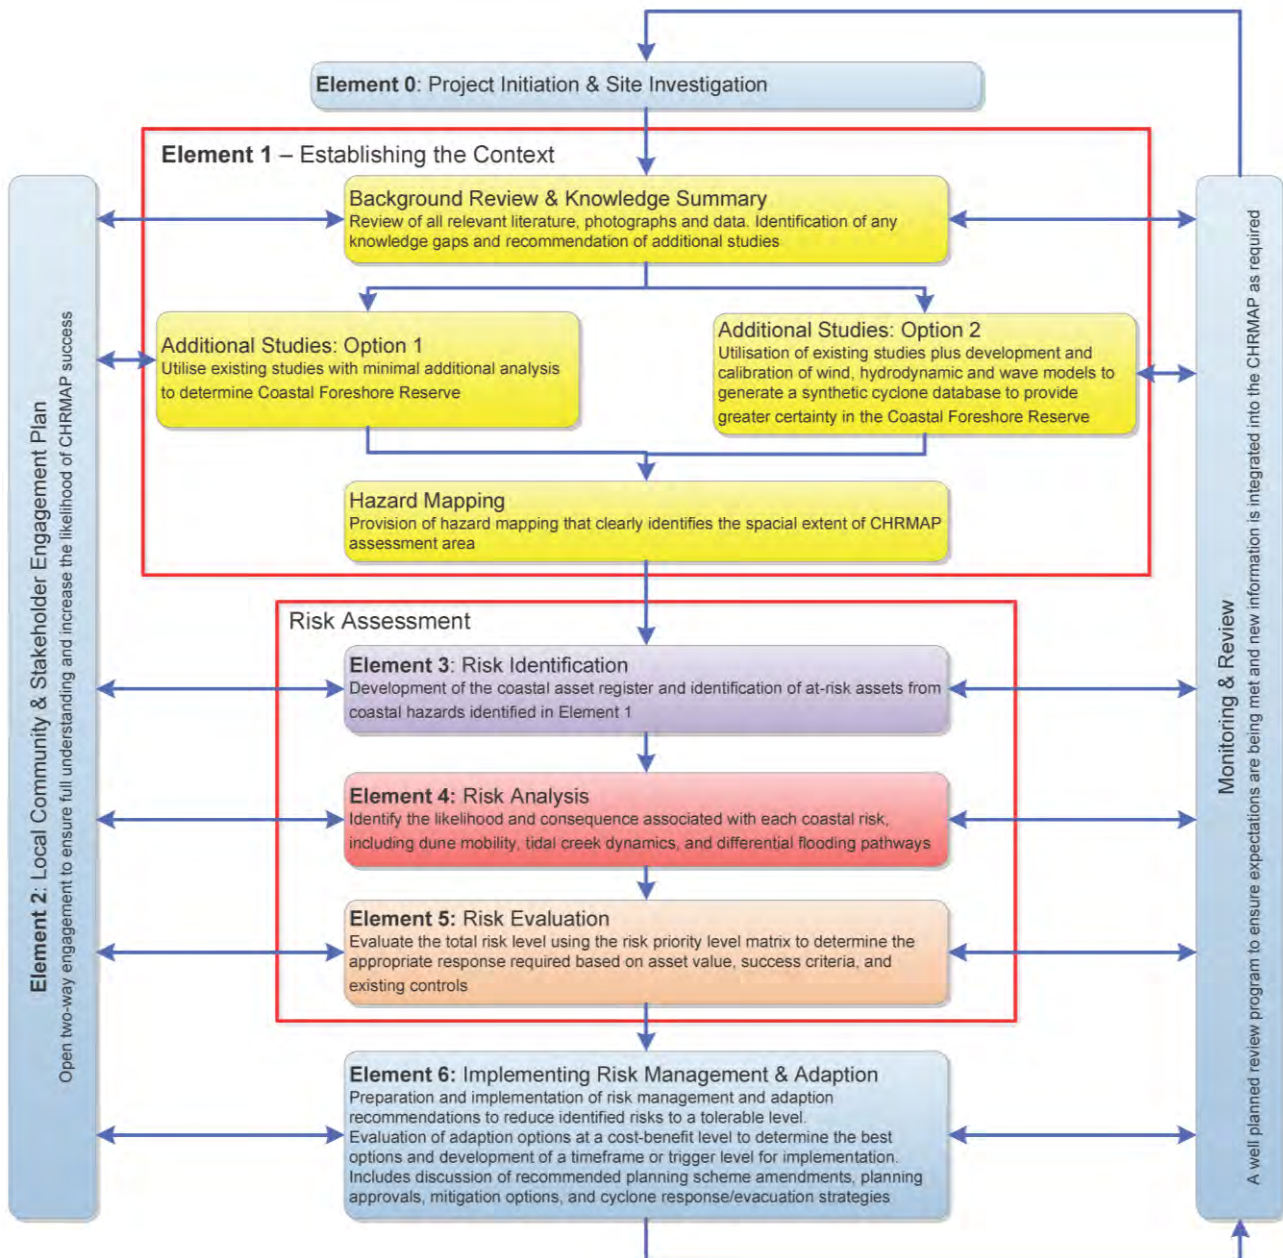 Element 0: Project Initiation & Site Investigation
Element 1 – Establishing the Context
Background Review & Knowledge Summary
Review of all relevant literature, photographs and data. Identification of any
knowledge gaps and recommendation of additional studies
Additional Studies: Option 1
Utilise existing studies with minimal additional analysis
to determine Coastal Foreshore Reserve
Additional Studies: Option 2
Utilisation of existing studies plus development and
calibration of wind, hydrodynamic and wave models to
generate a synthetic cyclone database to provide
greater certainty in the Coastal Foreshore Reserve
Hazard Mapping
Provision of hazard mapping that clearly identifies the spacial extent of CHRMAP
assessment area
Risk Assessment
Element 3: Risk Identification
Development of the coastal asset register and identification of at-risk assets from
coastal hazards identified in Element 1
Element 4: Risk Analysis
Identify the likelihood and consequence associated with each coastal risk,
including dune mobility, tidal creek dynamics, and differential flooding pathways
Element 5: Risk Evaluation
Evaluate the total risk level using the risk priority level matrix to determine the
appropriate response required based on asset value, success criteria, and
existing controls
Element 6: Implementing Risk Management & Adaption
Preparation and implementation of risk management and adaption
recommendations to reduce identified risks to a tolerable level.
Evaluation of adaption options at a cost-benefit level to determine the best
options and development of a timeframe or trigger level for implementation.
Includes discussion of recommended planning scheme amendments, planning
approvals, mitigation options, and cyclone response/evacuation strategies
Element 2: Local Community & Stakeholder Engagement Plan
Open two-way engagement to ensure full understanding and increase the likelihood of CHRMAP success
Monitoring & Review
A well planned review program to ensure expectations are being met and new information is integrated into the CHRMAP as required